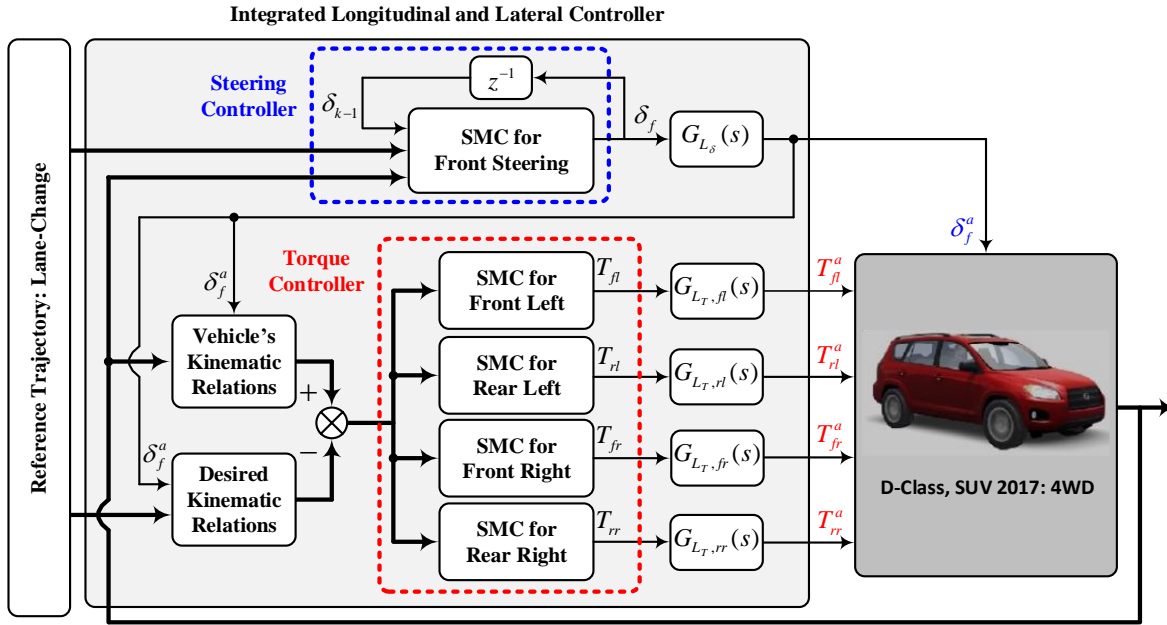 Integrated Longitudinal and Lateral Controller
Reference Trajectory: Lane-Change
Steering
Controller
z⁻¹
δₖ₋₁
SMC for
Front Steering
δ_f
G_{L_δ}(s)
δ_f^a
Torque
Controller
δ_f^a
Vehicle's
Kinematic
Relations
+
−
δ_f^a
Desired
Kinematic
Relations
SMC for
Front Left
T_{fl}
G_{L_T,fl}(s)
T_{fl}^a
SMC for
Rear Left
T_{rl}
G_{L_T,rl}(s)
T_{rl}^a
SMC for
Front Right
T_{fr}
G_{L_T,fr}(s)
T_{fr}^a
SMC for
Rear Right
T_{rr}
G_{L_T,rr}(s)
T_{rr}^a
D-Class, SUV 2017: 4WD